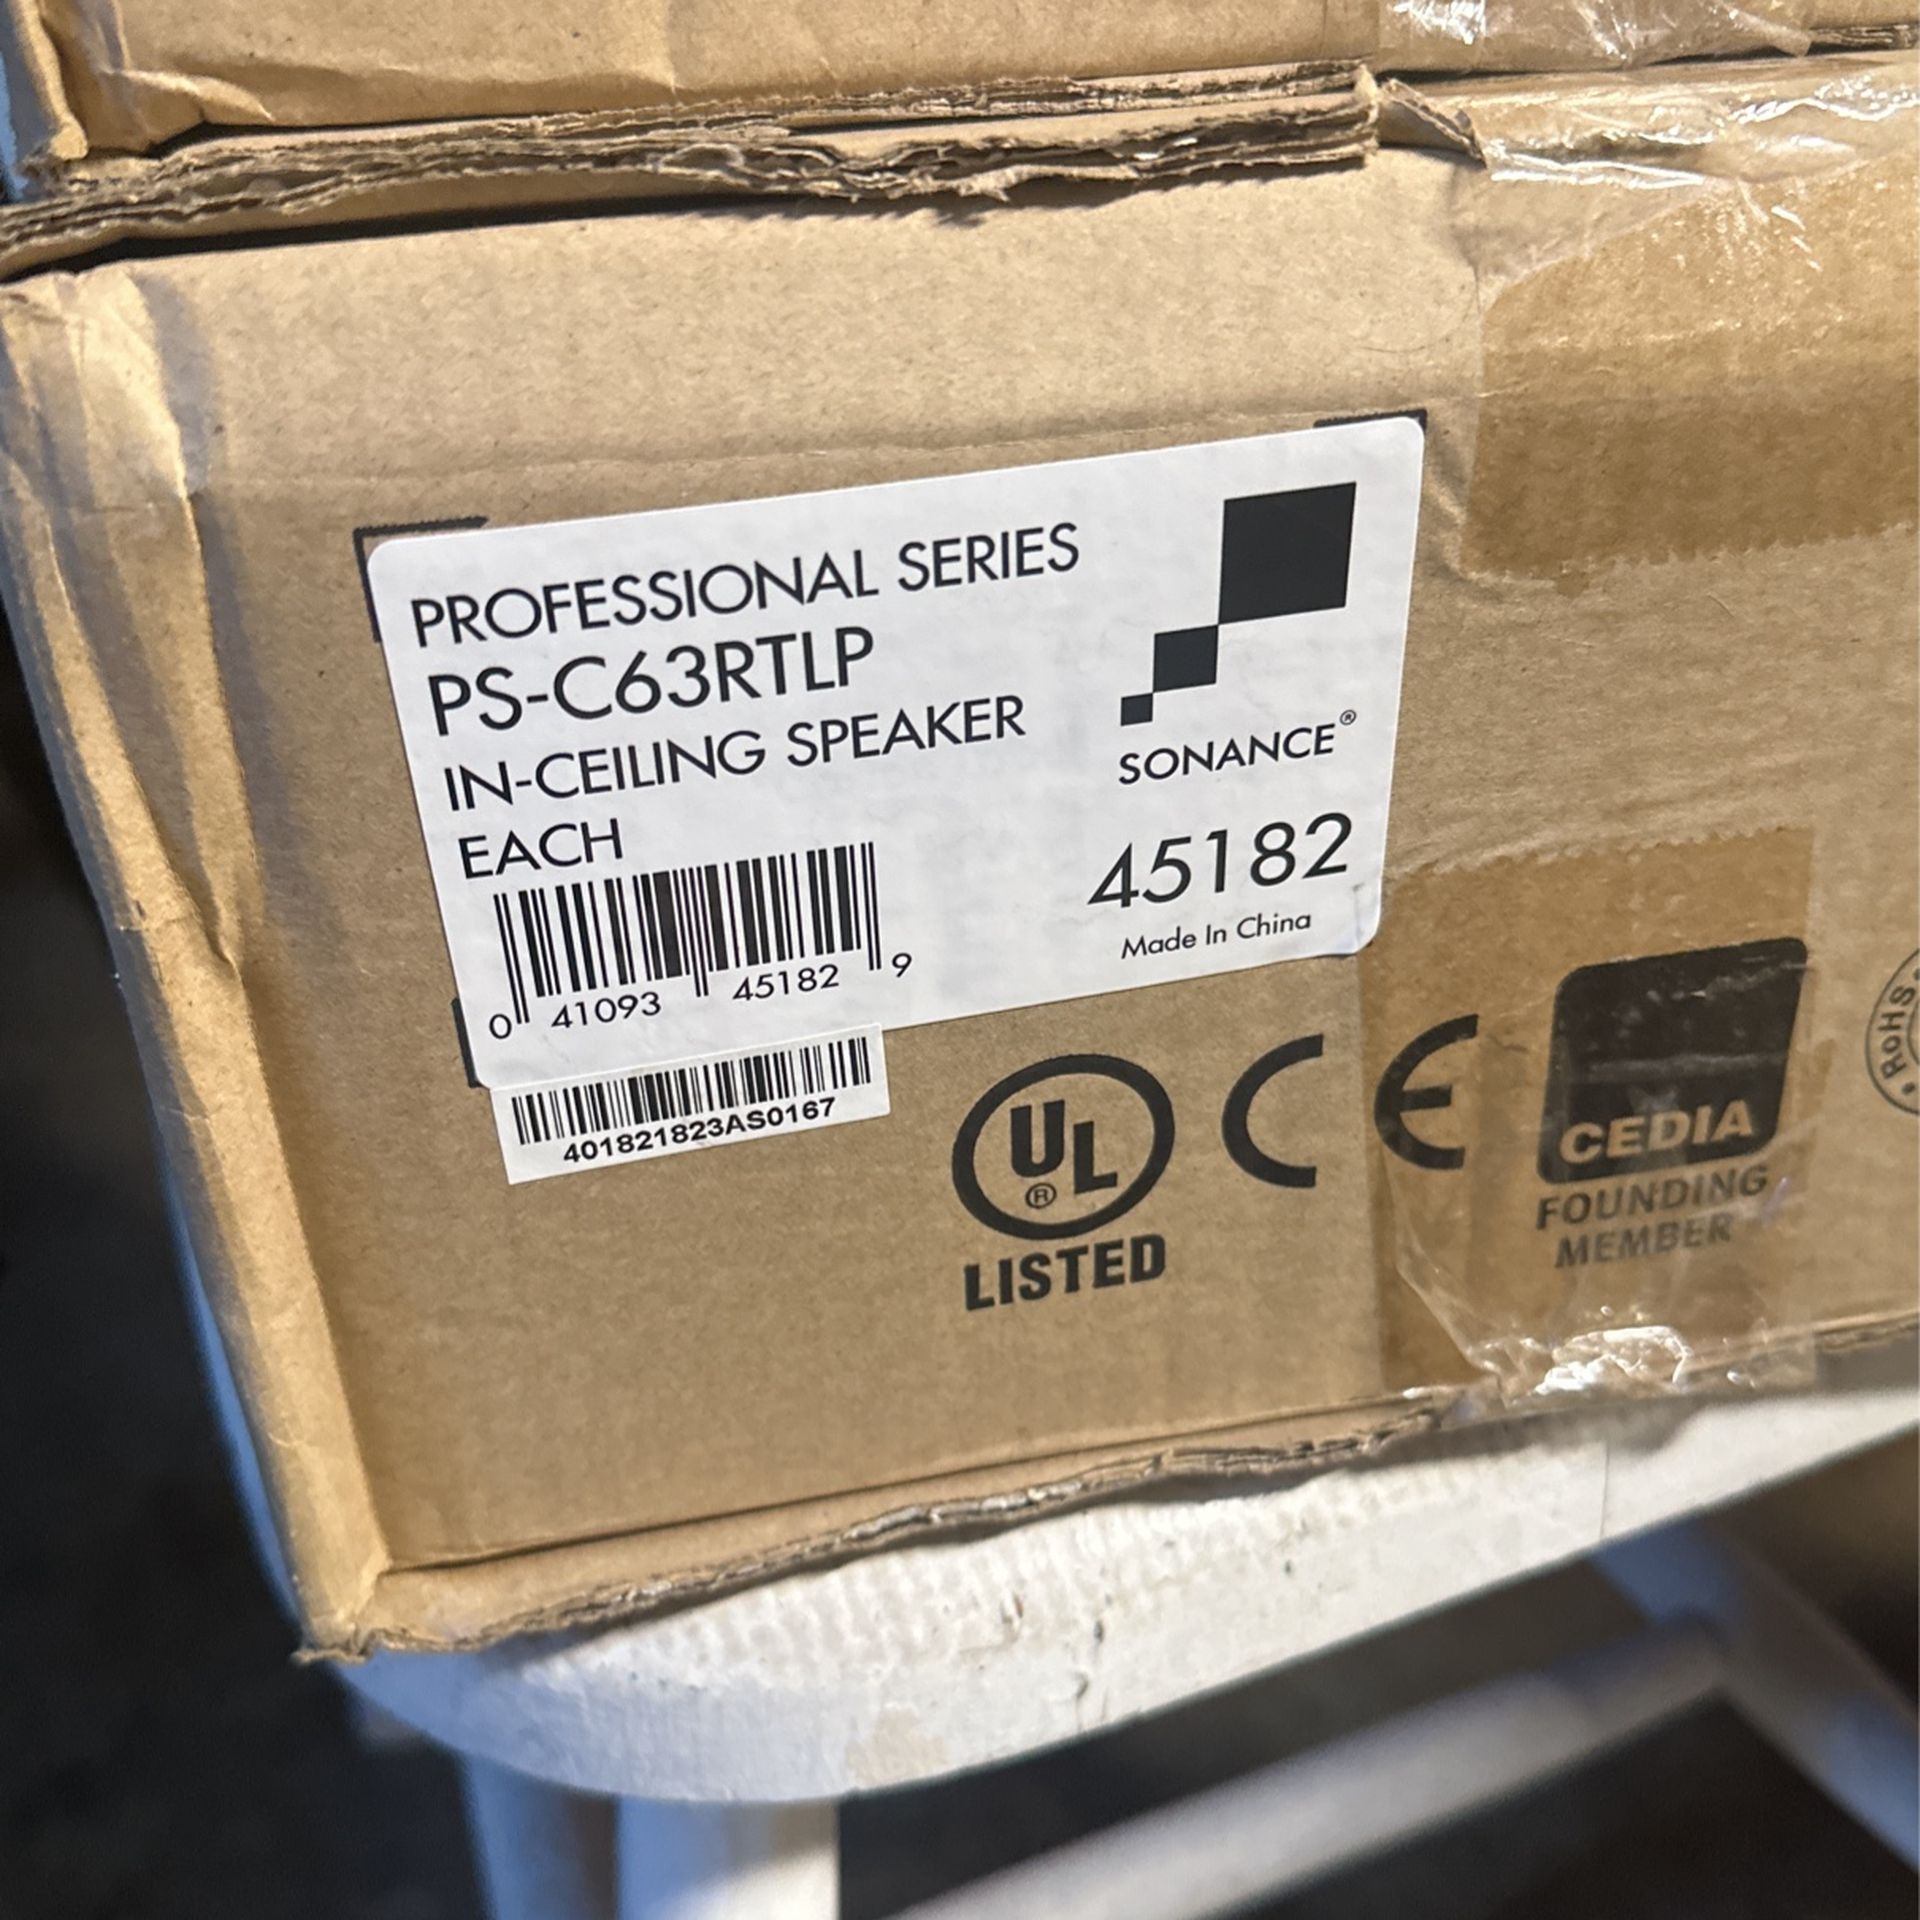 PROFESSIONAL SERIES
PS-C63RTLP
IN-CEILING SPEAKER
EACH
SONANCE®
45182
Made In China
0 41093 45182 9
401821823AS0167
UL
®
LISTED
CE
CEDIA
FOUNDING
MEMBER
RoHS